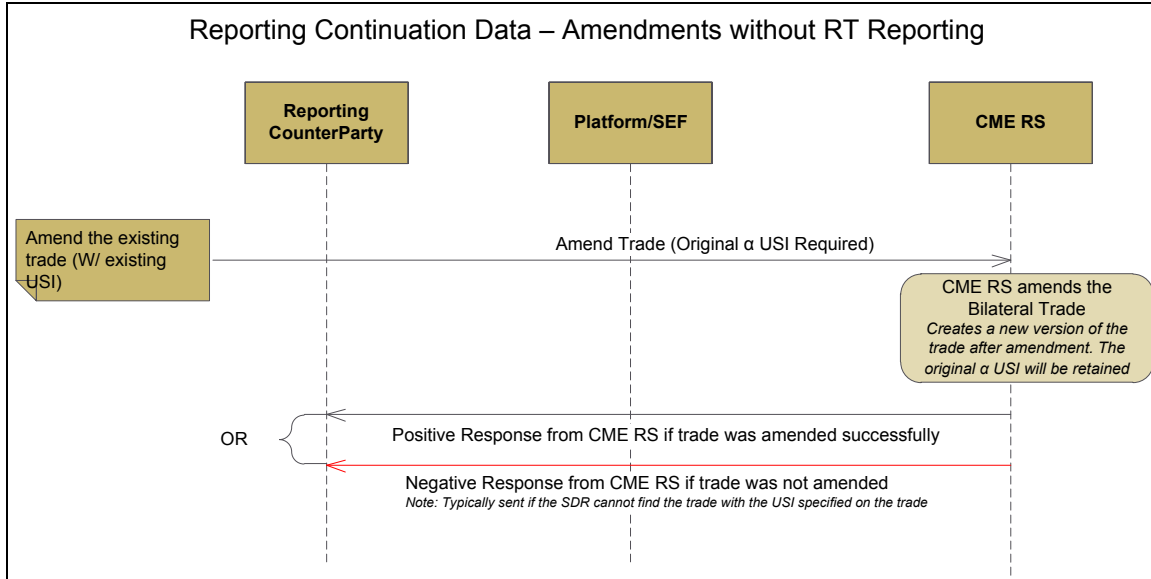 Reporting Continuation Data – Amendments without RT Reporting
Reporting
CounterParty
Platform/SEF
CME RS
Amend the existing
trade (W/ existing
USI)
Amend Trade (Original α USI Required)
CME RS amends the
Bilateral Trade
Creates a new version of the
trade after amendment. The
original α USI will be retained
OR
Positive Response from CME RS if trade was amended successfully
Negative Response from CME RS if trade was not amended
Note: Typically sent if the SDR cannot find the trade with the USI specified on the trade